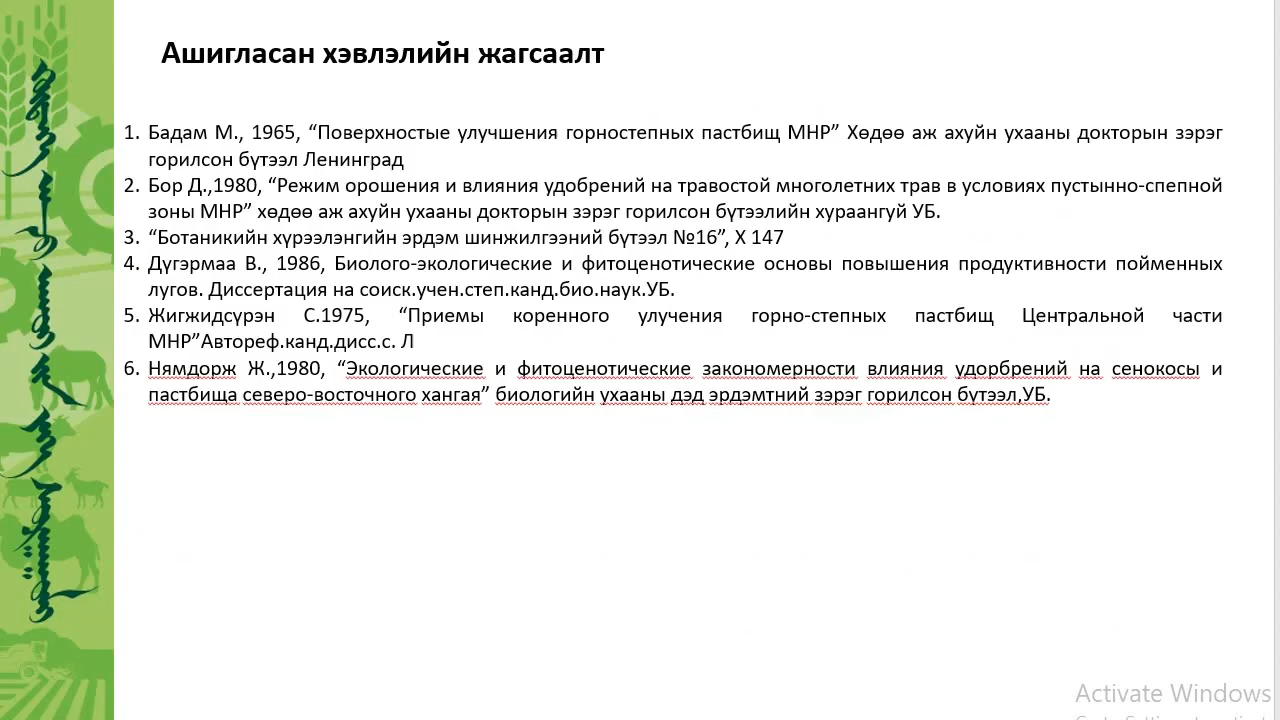 Ашигласан хэвлэлийн жагсаалт
1. Бадам М., 1965, “Поверхностые улучшения горностепных пастбищ МНР” Хөдөө аж ахуйн ухааны докторын зэрэг
горилсон бүтээл Ленинград
2. Бор Д.,1980, “Режим орошения и влияния удобрений на травостой многолетних трав в условиях пустынно-спепной
зоны МНР” хөдөө аж ахуйн ухааны докторын зэрэг горилсон бүтээлийн хураангуй УБ.
3. “Ботаникийн хүрээлэнгийн эрдэм шинжилгээний бүтээл №16”, Х 147
4. Дүгэрмаа В., 1986, Биолого-экологические и фитоценотические основы повышения продуктивности пойменных
лугов. Диссертация на соиск.учен.степ.канд.био.наук.УБ.
5. Жигжидсүрэн С.1975, “Приемы коренного улучения горно-степных пастбищ Центральной части
МНР”Автореф.канд.дисс.с. Л
6. Нямдорж Ж.,1980, “Экологические и фитоценотические закономерности влияния удорбрений на сенокосы и
пастбища северо-восточного хангая” биологийн ухааны дэд эрдэмтний зэрэг горилсон бүтээл,УБ.
Activate Windows